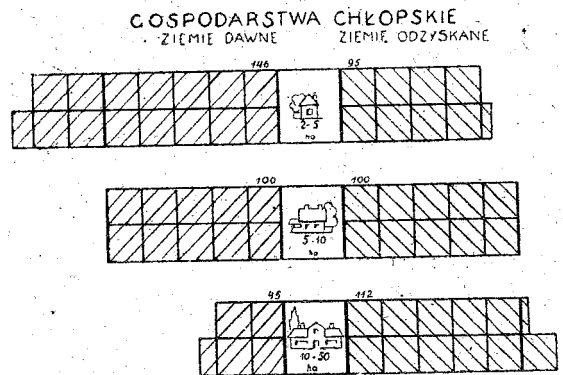 GOSPODARSTWA CHŁOPSKIE
ZIEMIE DAWNE ZIEMIE ODZYSKANE
146 95
2-5
ha
100 100
5-10
ha
45 112
10-50
ha